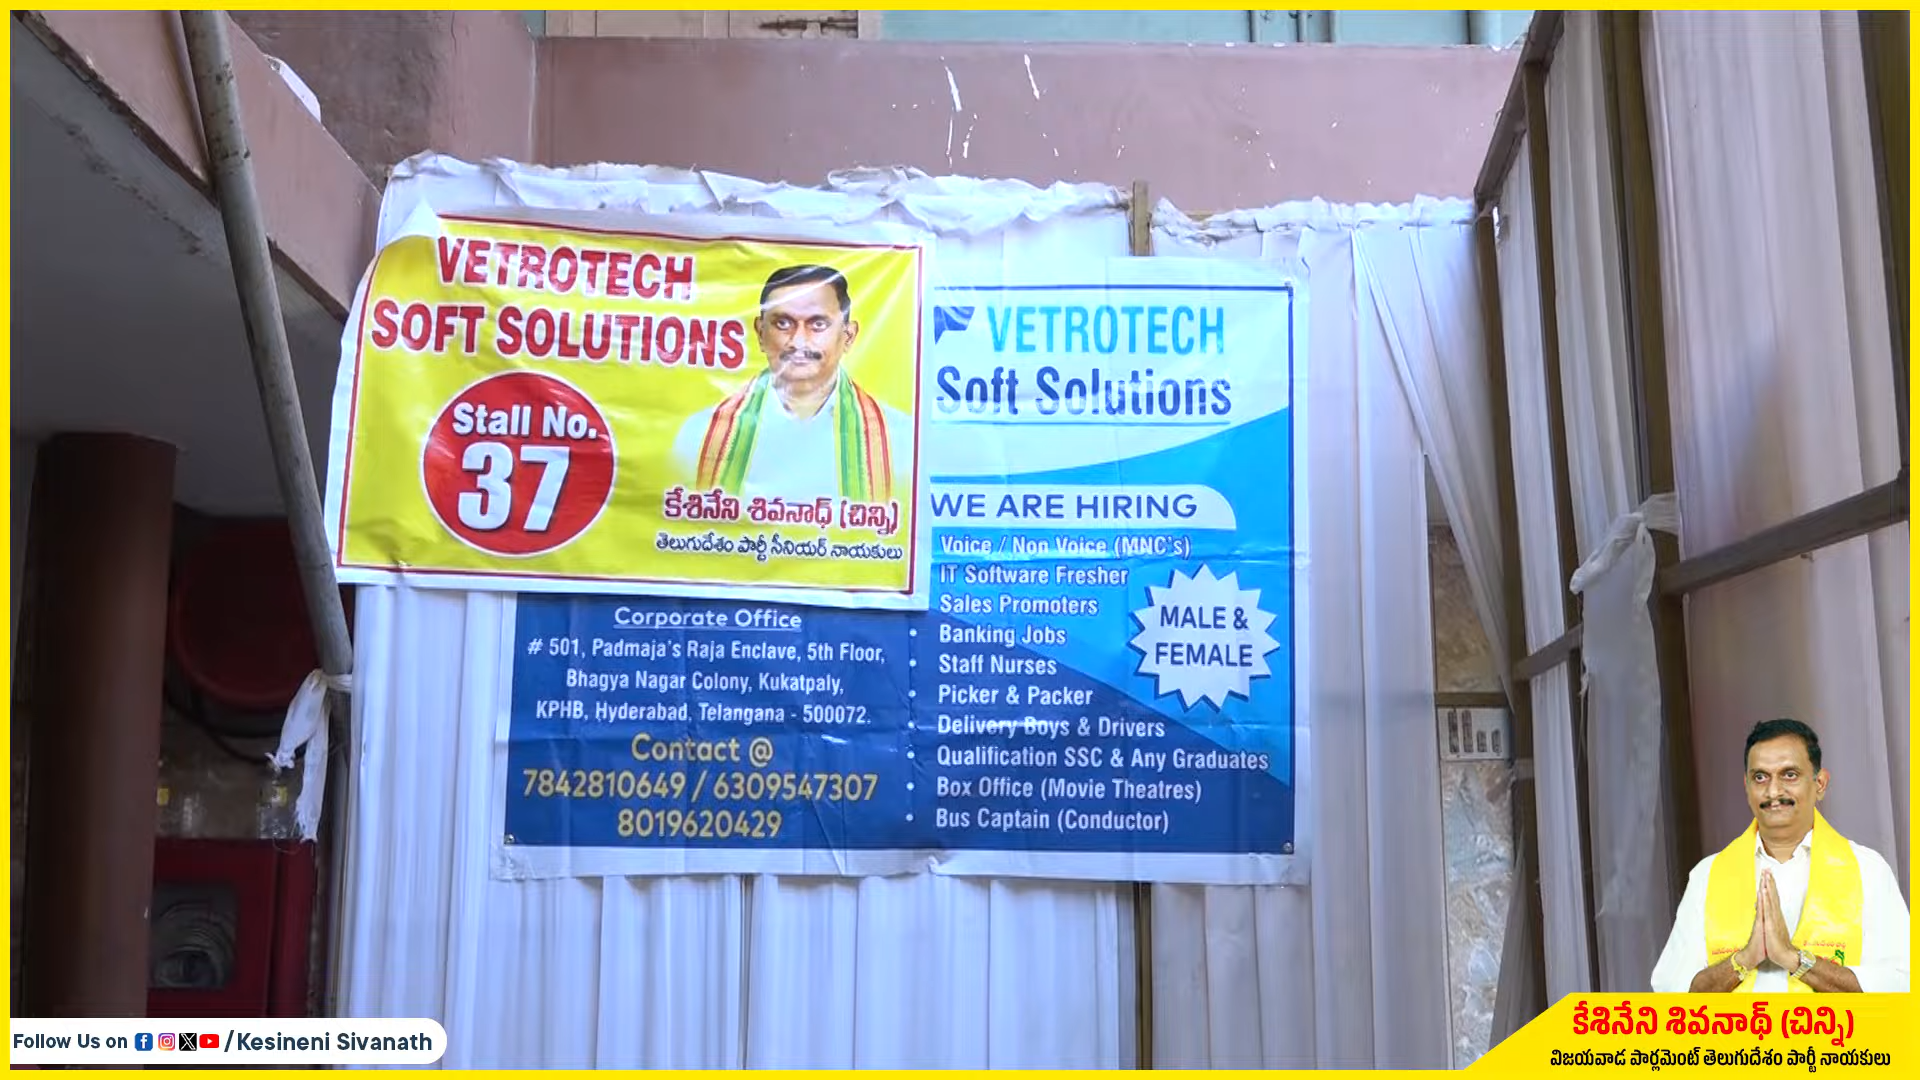 VETROTECH
SOFT SOLUTIONS
Stall No.
37
కేశినేని శివనాథ్ (చిన్ని)
తెలుగుదేశం పార్టీ సీనియర్ నాయకులు
VETROTECH
Soft Solutions
WE ARE HIRING
Voice / Non Voice (MNC's)
IT Software Fresher
Sales Promoters
• Banking Jobs
• Staff Nurses
• Picker & Packer
• Delivery Boys & Drivers
• Qualification SSC & Any Graduates
• Box Office (Movie Theatres)
• Bus Captain (Conductor)
MALE &
FEMALE
Corporate Office
# 501, Padmaja's Raja Enclave, 5th Floor,
Bhagya Nagar Colony, Kukatpaly,
KPHB, Hyderabad, Telangana - 500072.
Contact @
7842810649 / 6309547307
8019620429
Follow Us on /Kesineni Sivanath
కేశినేని శివనాథ్ (చిన్ని)
విజయవాడ పార్లమెంట్ తెలుగుదేశం పార్టీ నాయకులు